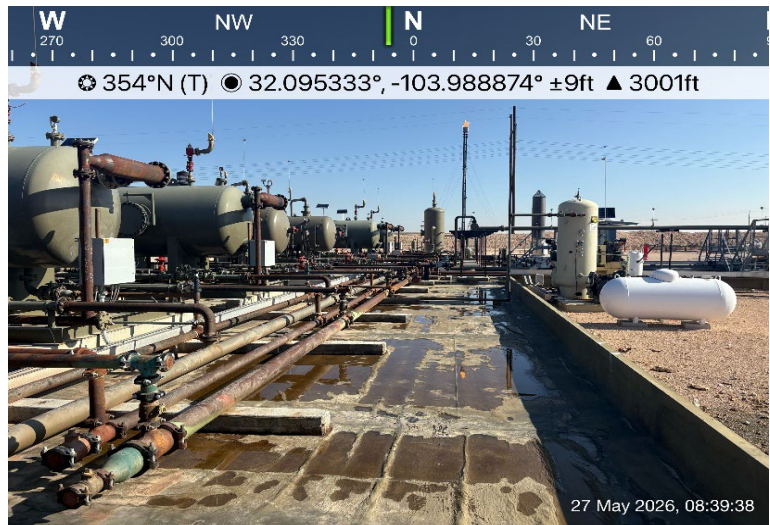 W NW N NE
270 300 330 0 30 60
354°N (T) 32.095333°, -103.988874° ±9ft ▲ 3001ft
27 May 2026, 08:39:38